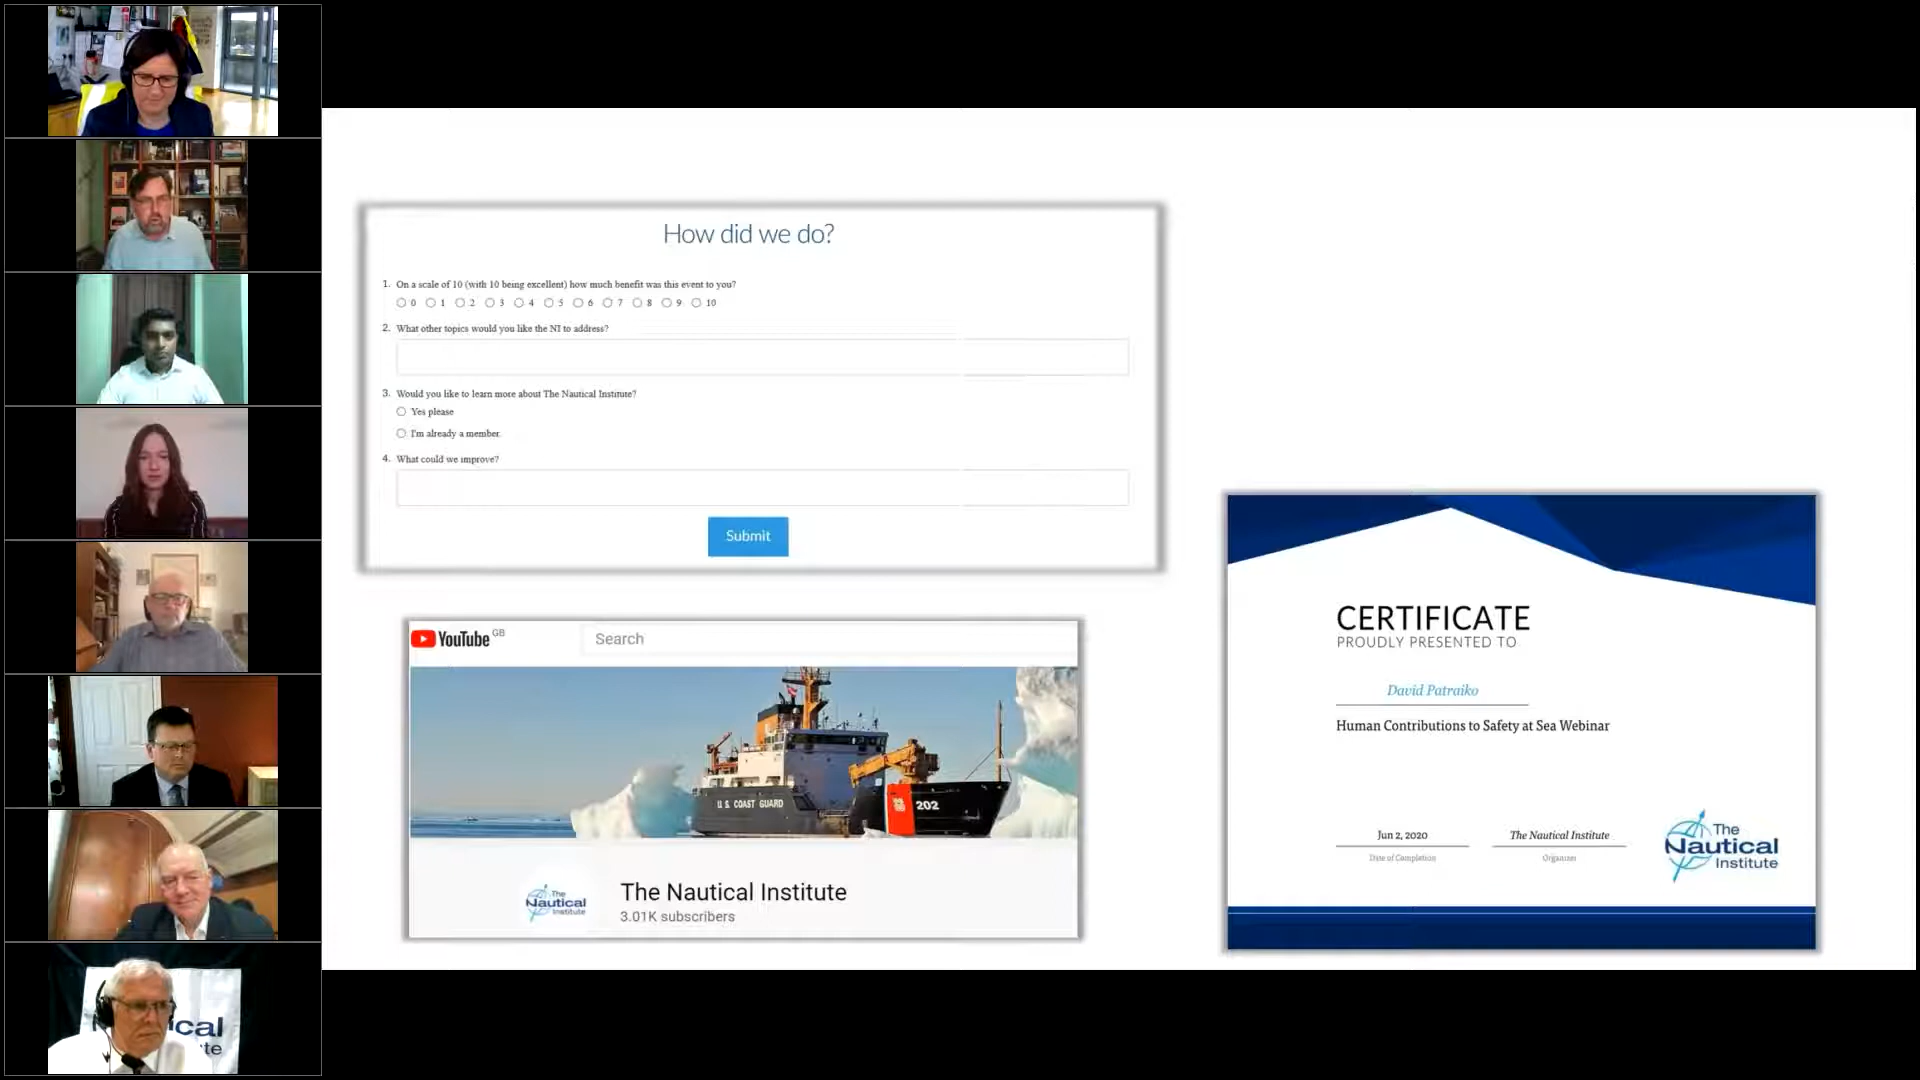 How did we do?
1. On a scale of 10 (with 10 being excellent) how much benefit was this event to you?
0 1 2 3 4 5 6 7 8 9 10
2. What other topics would you like the NI to address?
3. Would you like to learn more about The Nautical Institute?
Yes please
I'm already a member.
4. What could we improve?
Submit
YouTube GB
Search
U.S. COAST GUARD
202
The
Nautical
Institute
The Nautical Institute
3.01K subscribers
CERTIFICATE
PROUDLY PRESENTED TO
David Patraiko
Human Contributions to Safety at Sea Webinar
Jun 2, 2020
Date of Completion
The Nautical Institute
Organizer
The
Nautical
Institute
ical
te